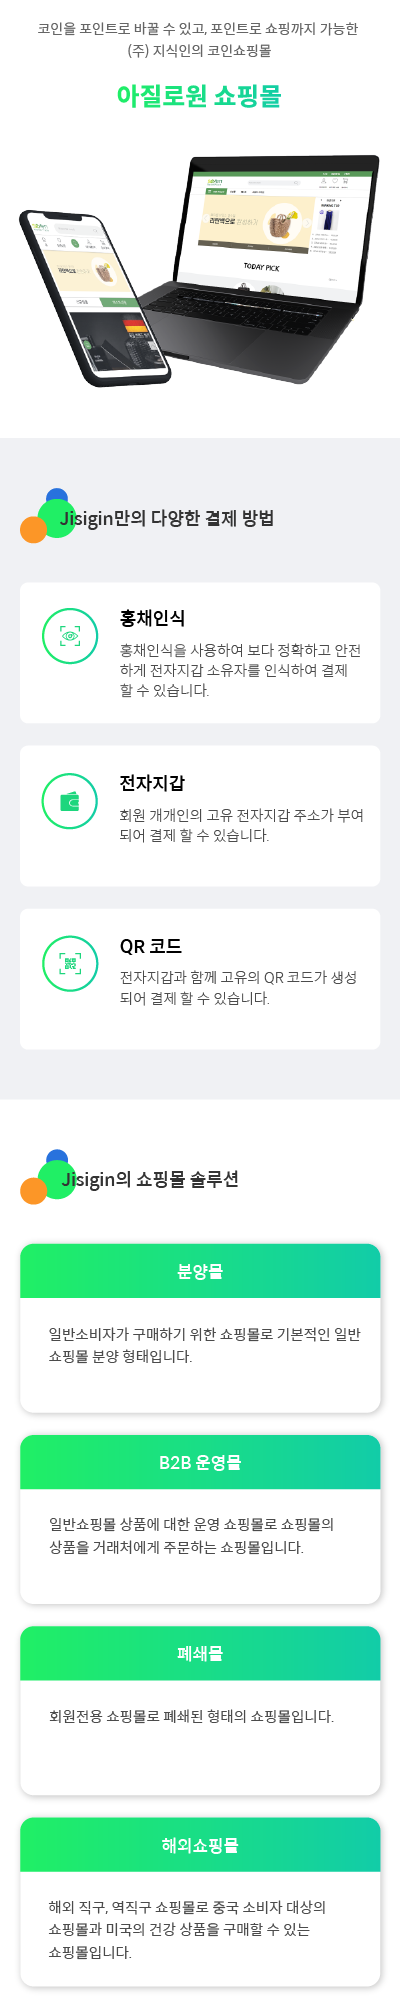 코인을 포인트로 바꿀 수 있고, 포인트로 쇼핑까지 가능한
(주) 지식인의 코인쇼핑몰
아질로원 쇼핑몰
TODAY PICK
Jisigin만의 다양한 결제 방법
홍채인식
홍채인식을 사용하여 보다 정확하고 안전
하게 전자지갑 소유자를 인식하여 결제
할 수 있습니다.
전자지갑
회원 개개인의 고유 전자지갑 주소가 부여
되어 결제 할 수 있습니다.
QR 코드
전자지갑과 함께 고유의 QR 코드가 생성
되어 결제 할 수 있습니다.
Jisigin의 쇼핑몰 솔루션
분양몰
일반소비자가 구매하기 위한 쇼핑몰로 기본적인 일반
쇼핑몰 분양 형태입니다.
B2B 운영몰
일반쇼핑몰 상품에 대한 운영 쇼핑몰로 쇼핑몰의
상품을 거래처에게 주문하는 쇼핑몰입니다.
폐쇄몰
회원전용 쇼핑몰로 폐쇄된 형태의 쇼핑몰입니다.
해외쇼핑몰
해외 직구, 역직구 쇼핑몰로 중국 소비자 대상의
쇼핑몰과 미국의 건강 상품을 구매할 수 있는
쇼핑몰입니다.